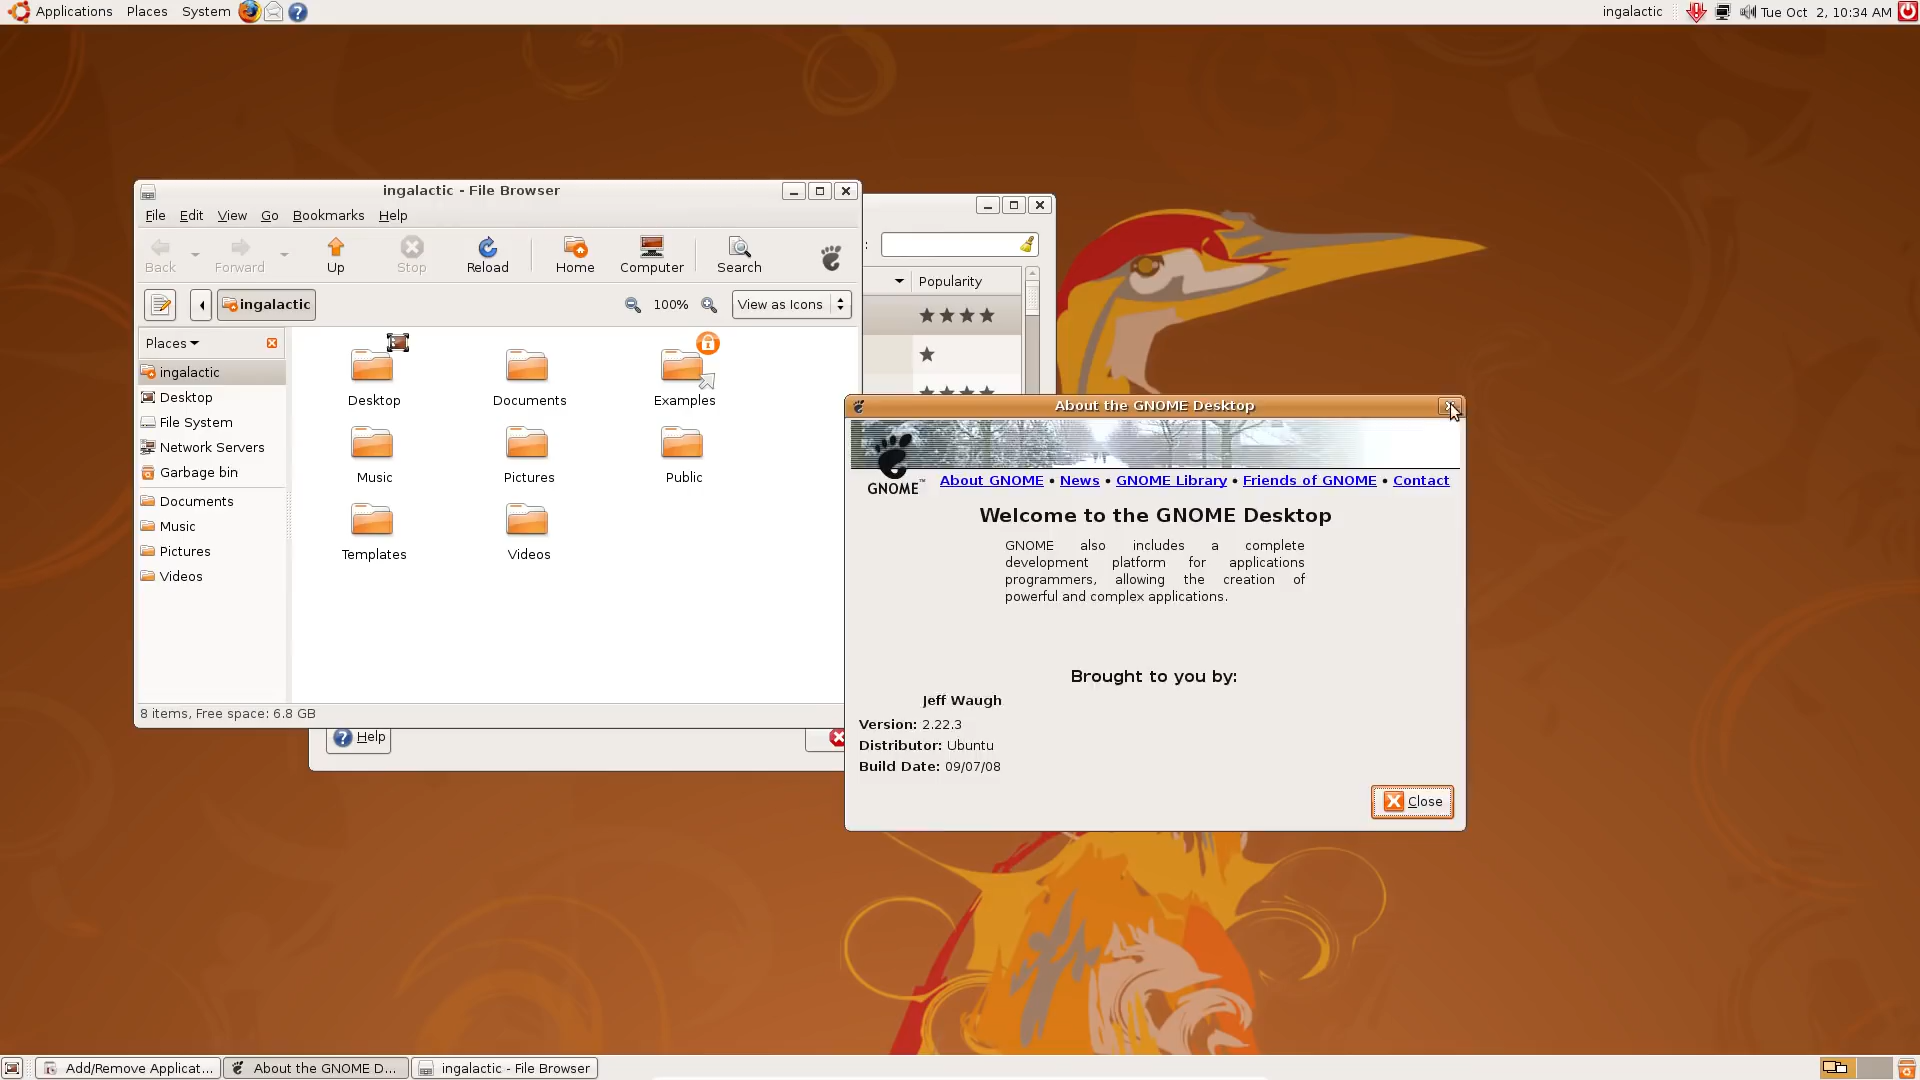 Applications Places System
ingalactic Tue Oct 2, 10:34 AM
ingalactic - File Browser
File Edit View Go Bookmarks Help
Back Forward Up Stop Reload Home Computer Search
ingalactic 100% View as Icons
Places
ingalactic
Desktop
File System
Network Servers
Garbage bin
Documents
Music
Pictures
Videos
Desktop Documents Examples
Music Pictures Public
Templates Videos
8 items, Free space: 6.8 GB
:
Popularity
Help
About the GNOME Desktop
GNOME™
About GNOME • News • GNOME Library • Friends of GNOME • Contact
Welcome to the GNOME Desktop
GNOME also includes a complete
development platform for applications
programmers, allowing the creation of
powerful and complex applications.
Brought to you by:
Jeff Waugh
Version: 2.22.3
Distributor: Ubuntu
Build Date: 09/07/08
Close
Add/Remove Applicat... About the GNOME D... ingalactic - File Browser